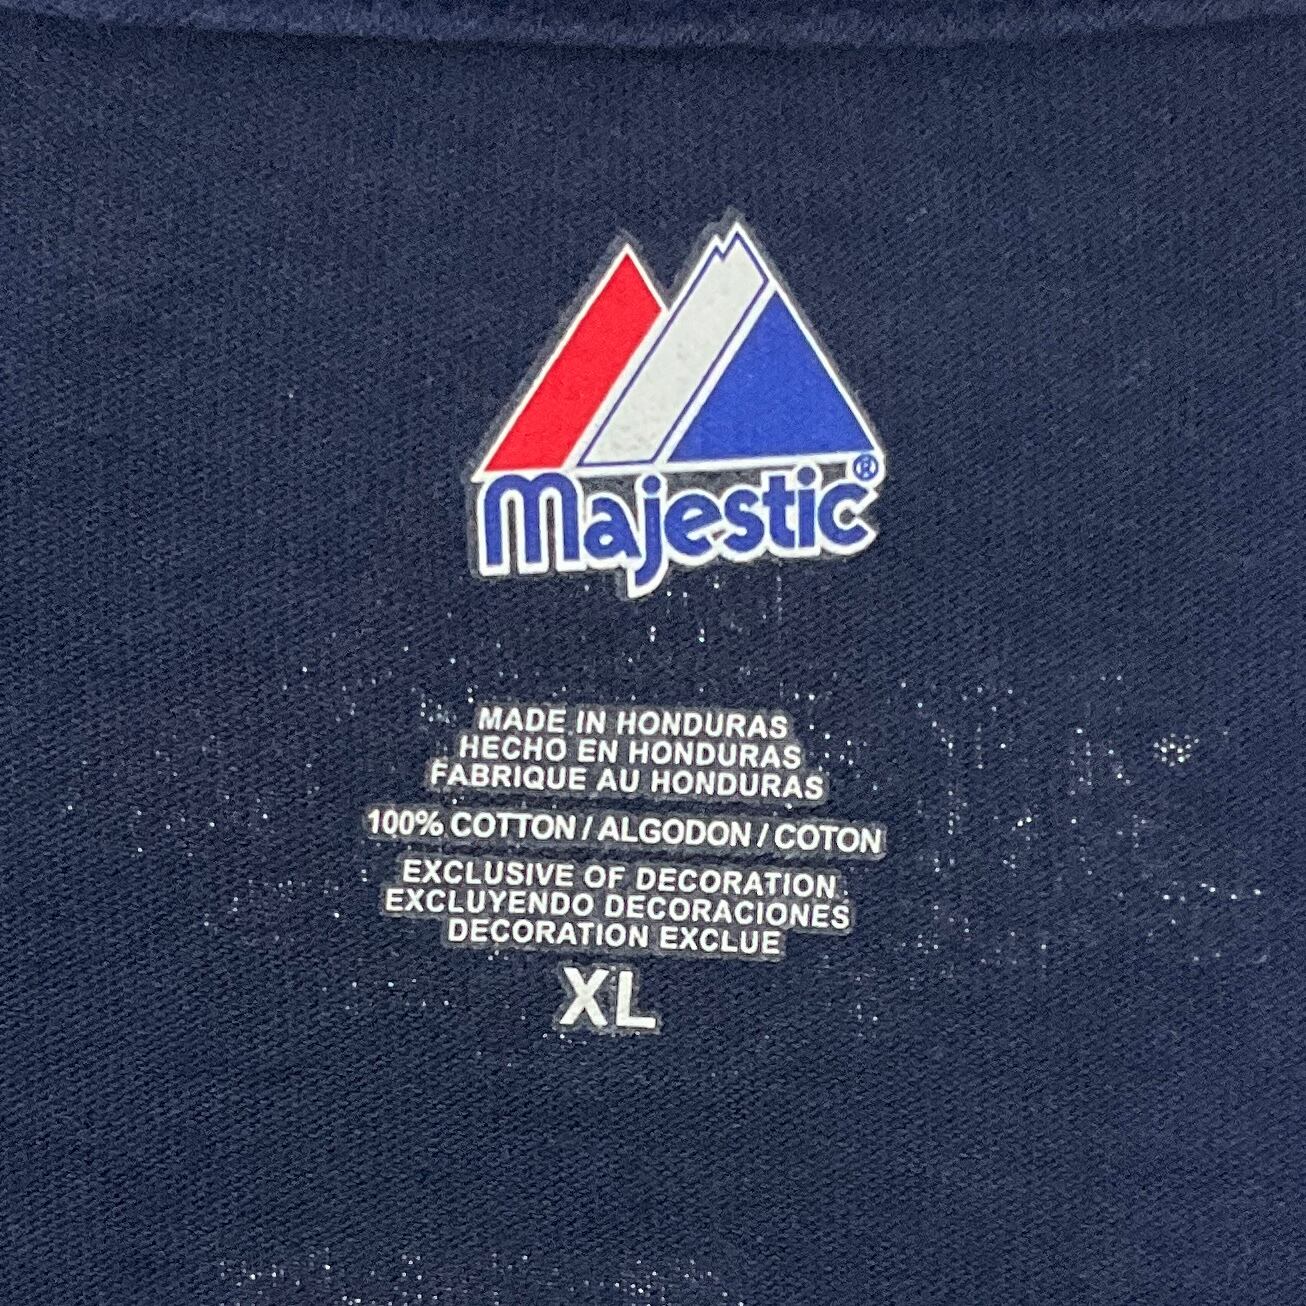 Majestic®
MADE IN HONDURAS
HECHO EN HONDURAS
FABRIQUE AU HONDURAS
100% COTTON / ALGODON / COTON
EXCLUSIVE OF DECORATION
EXCLUYENDO DECORACIONES
DECORATION EXCLUE
XL